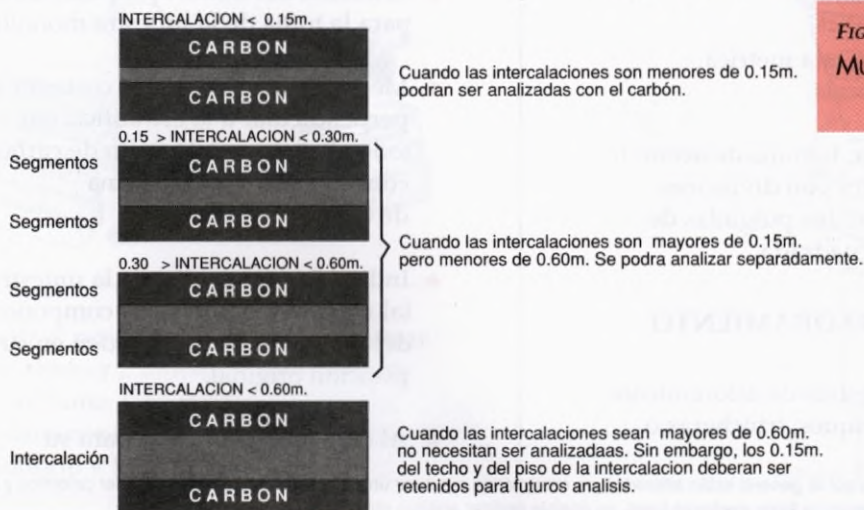 INTERCALACION < 0.15m.
CARBON
CARBON
Cuando las intercalaciones son menores de 0.15m.
podran ser analizadas con el carbón.
0.15 > INTERCALACION < 0.30m.
Segmentos
CARBON
Segmentos
CARBON
Cuando las intercalaciones son mayores de 0.15m.
pero menores de 0.60m. Se podra analizar separadamente.
0.30 > INTERCALACION < 0.60m.
Segmentos
CARBON
Segmentos
CARBON
INTERCALACION < 0.60m.
CARBON
Intercalación
CARBON
Cuando las intercalaciones sean mayores de 0.60m.
no necesitan ser analizadaas. Sin embargo, los 0.15m.
del techo y del piso de la intercalacion deberan ser
retenidos para futuros analisis.